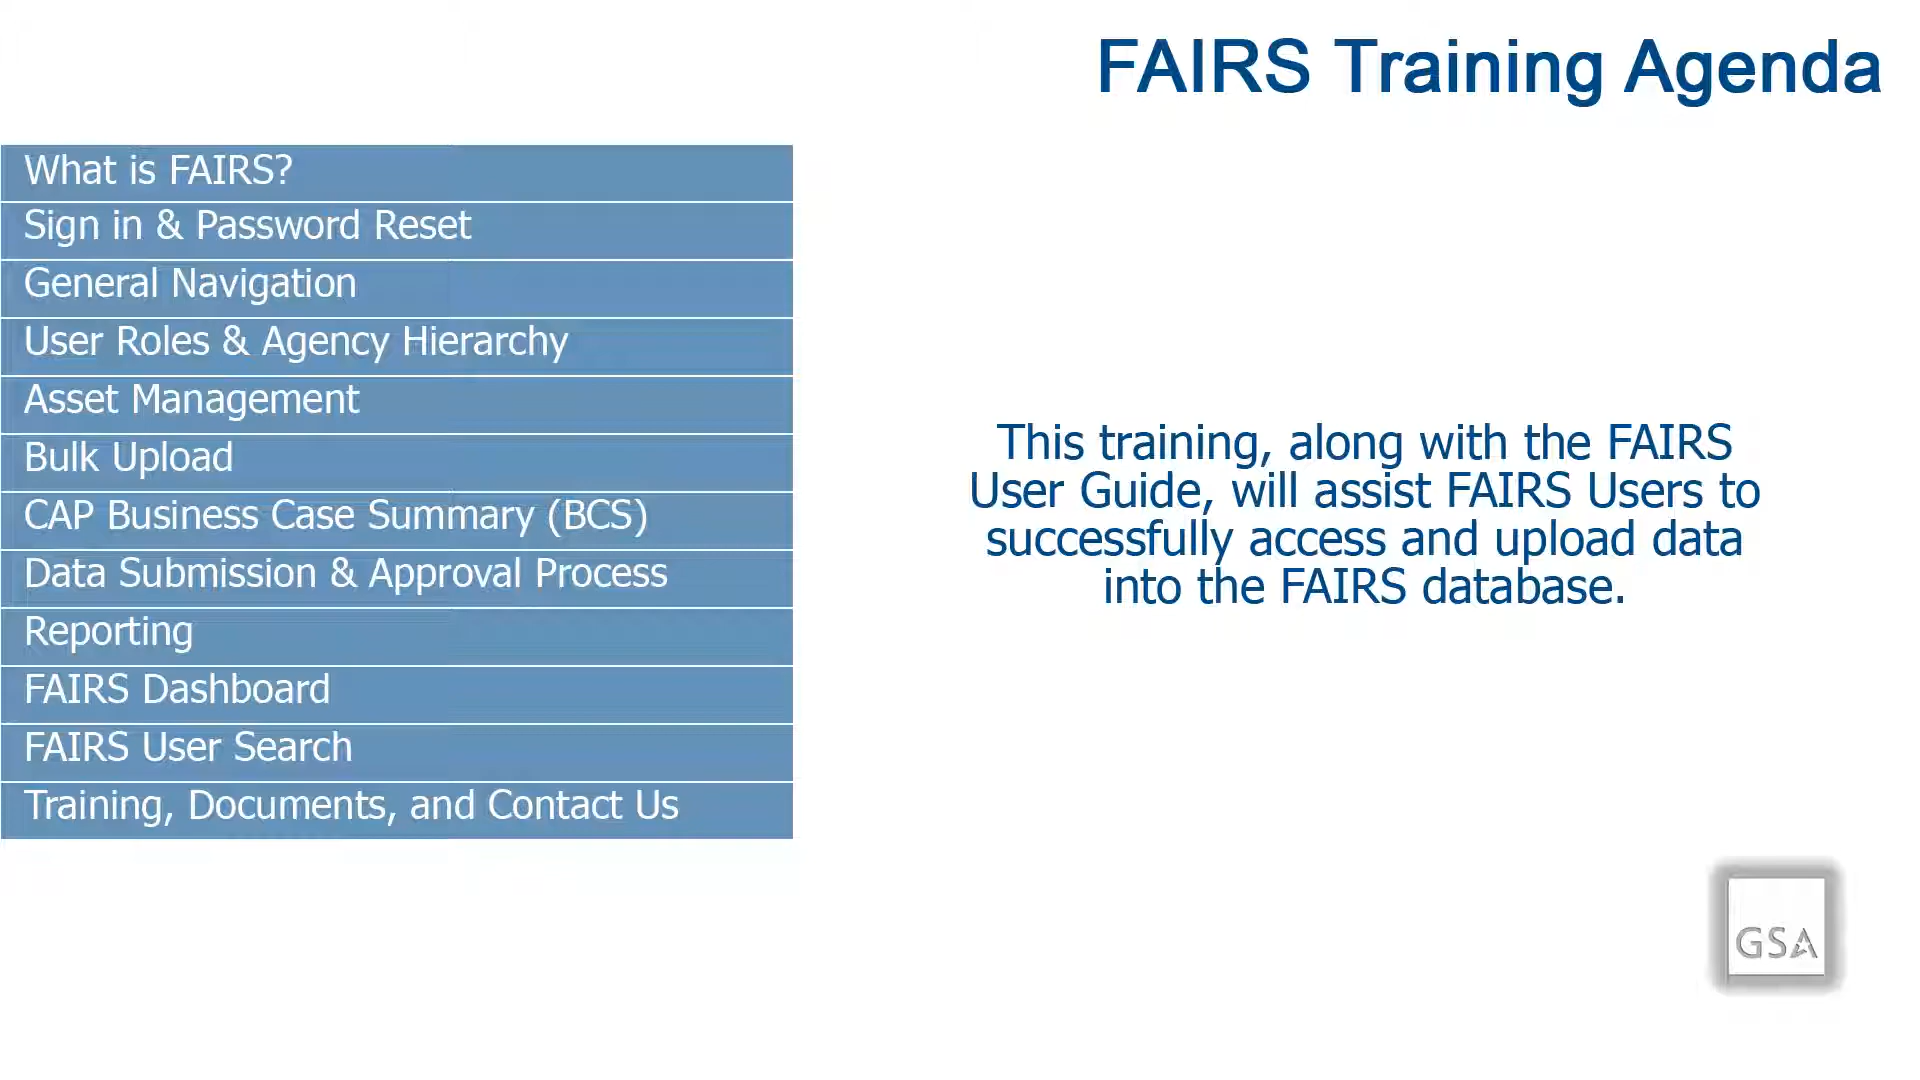 FAIRS Training Agenda
What is FAIRS?
Sign in & Password Reset
General Navigation
User Roles & Agency Hierarchy
Asset Management
Bulk Upload
CAP Business Case Summary (BCS)
Data Submission & Approval Process
Reporting
FAIRS Dashboard
FAIRS User Search
Training, Documents, and Contact Us
This training, along with the FAIRS
User Guide, will assist FAIRS Users to
successfully access and upload data
into the FAIRS database.
GSA